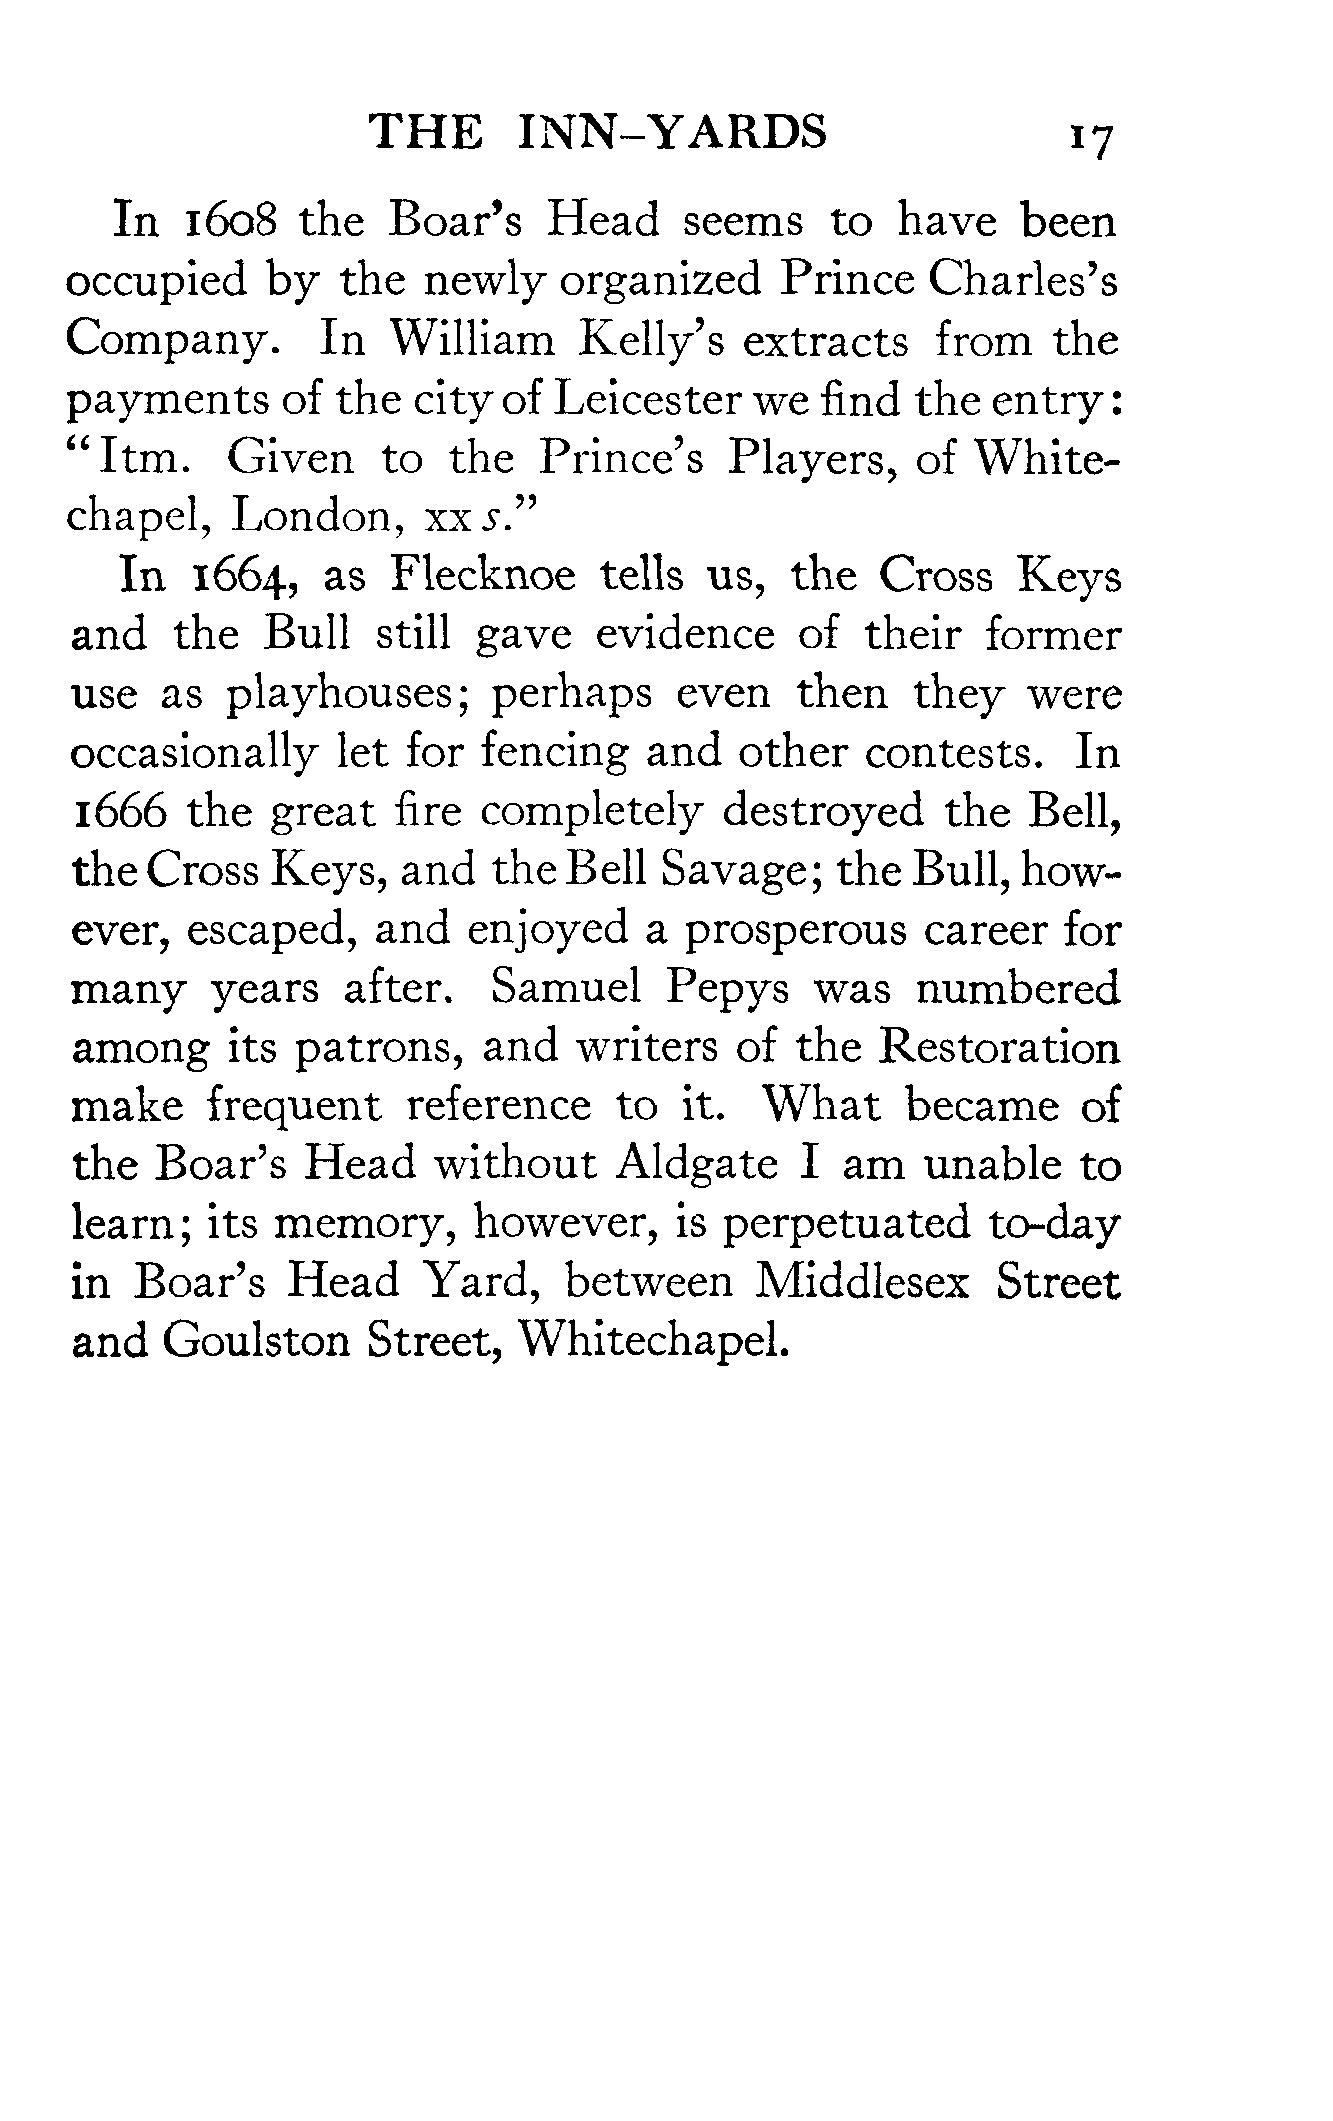 THE INN-YARDS 17
In 1608 the Boar's Head seems to have been
occupied by the newly organized Prince Charles's
Company. In William Kelly's extracts from the
payments of the city of Leicester we find the entry:
"Itm. Given to the Prince's Players, of White-
chapel, London, xx s."
In 1664, as Flecknoe tells us, the Cross Keys
and the Bull still gave evidence of their former
use as playhouses; perhaps even then they were
occasionally let for fencing and other contests. In
1666 the great fire completely destroyed the Bell,
the Cross Keys, and the Bell Savage; the Bull, how-
ever, escaped, and enjoyed a prosperous career for
many years after. Samuel Pepys was numbered
among its patrons, and writers of the Restoration
make frequent reference to it. What became of
the Boar's Head without Aldgate I am unable to
learn; its memory, however, is perpetuated to-day
in Boar's Head Yard, between Middlesex Street
and Goulston Street, Whitechapel.